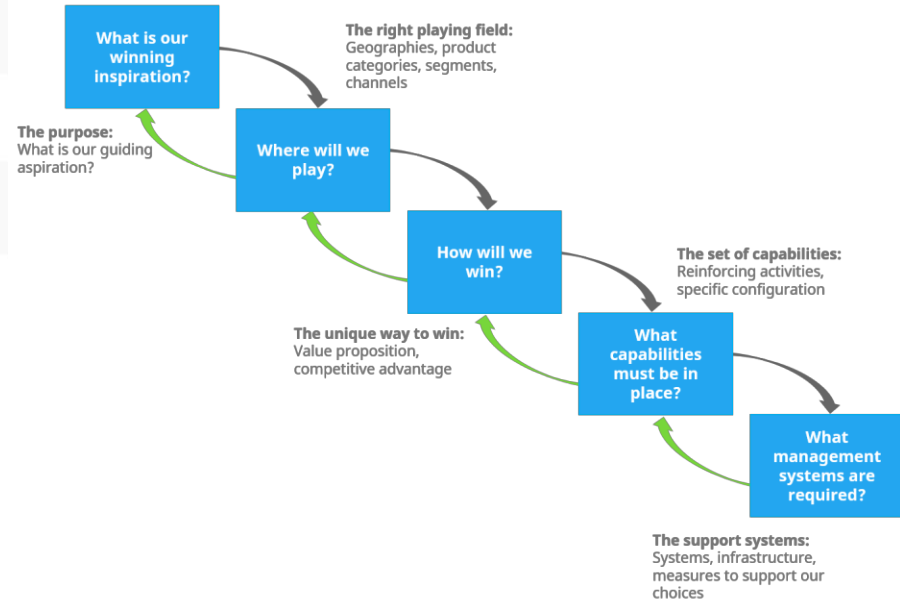 What is our
winning
inspiration?
The right playing field:
Geographies, product
categories, segments,
channels
The purpose:
What is our guiding
aspiration?
Where will we
play?
How will we
win?
The set of capabilities:
Reinforcing activities,
specific configuration
The unique way to win:
Value proposition,
competitive advantage
What
capabilities
must be in
place?
What
management
systems are
required?
The support systems:
Systems, infrastructure,
measures to support our
choices